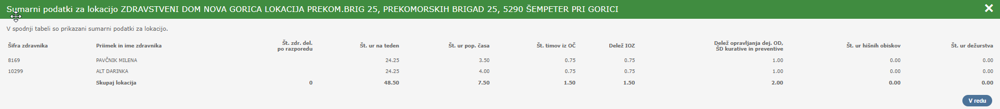 Sumarni podatki za lokacijo ZDRAVSTVENI DOM NOVA GORICA LOKACIJA PREKOM.BRIG 25, PREKOMORSKIH BRIGAD 25, 5290 ŠEMPETER PRI GORICI
V spodnji tabeli so prikazani sumarni podatki za lokacijo.
Šifra zdravnika Priimek in ime zdravnika Št. zdr. del. po razporedu Št. ur na teden Št. ur pop. časa Št. timov iz OČ Delež IOZ Delež opravljanja dej. OD, ŠD kurative in preventive Št. ur hišnih obiskov Št. ur dežurstva
8169 PAVČNIK MILENA 24.25 3.50 0.75 0.75 1.00 0.00 0.00
10299 ALT DARINKA 24.25 4.00 0.75 0.75 1.00 0.00 0.00
Skupaj lokacija 0 48.50 7.50 1.50 1.50 2.00 0.00 0.00
V redu